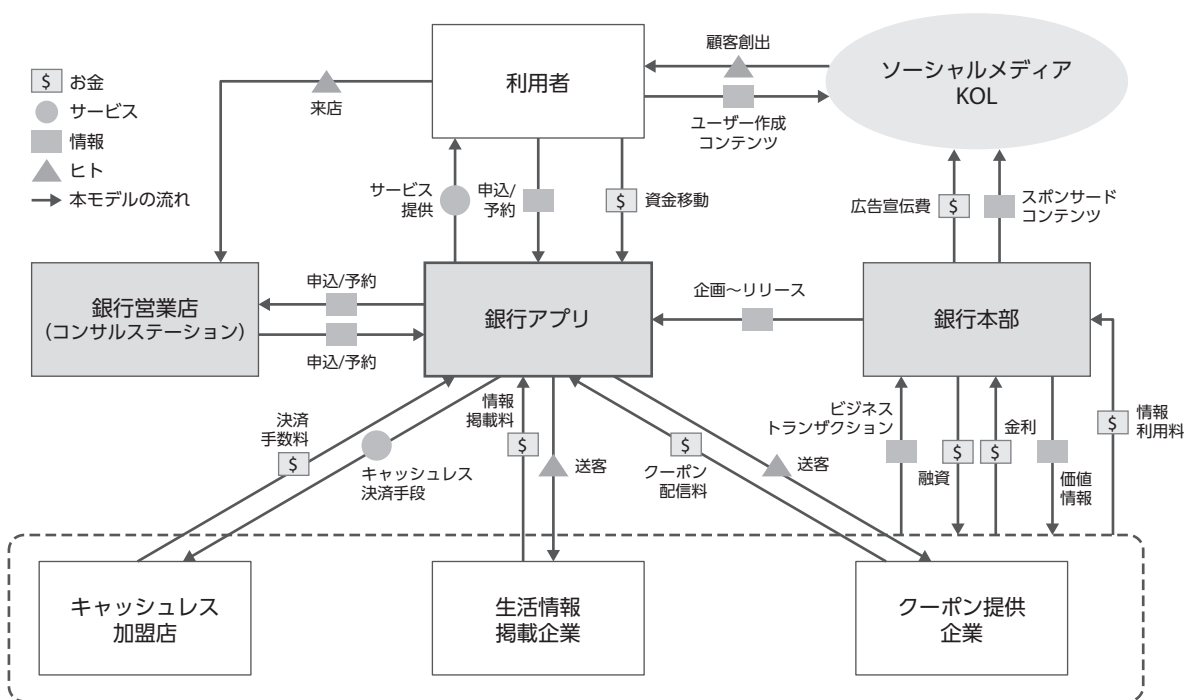 $ お金
サービス
情報
ヒト
本モデルの流れ
利用者
ソーシャルメディア
KOL
顧客創出
ユーザー作成
コンテンツ
来店
サービス
提供
申込/
予約
$
資金移動
広告宣伝費
$
スポンサード
コンテンツ
銀行営業店
(コンサルステーション)
申込/予約
申込/予約
銀行アプリ
企画~リリース
銀行本部
決済
手数料
$
キャッシュレス
決済手段
情報
掲載料
$
送客
$
クーポン
配信料
送客
ビジネス
トランザクション
融資
$
$
金利
価値
情報
$
情報
利用料
キャッシュレス
加盟店
生活情報
掲載企業
クーポン提供
企業